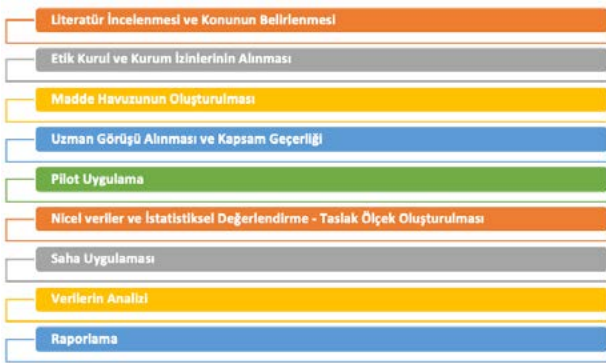 Literatür İncelenmesi ve Konunun Belirlenmesi
Etik Kurul ve Kurum İzinlerinin Alınması
Madde Havuzunun Oluşturulması
Uzman Görüşü Alınması ve Kapsam Geçerliği
Pilot Uygulama
Nicel veriler ve İstatistiksel Değerlendirme - Taslak Ölçek Oluşturulması
Saha Uygulaması
Verilerin Analizi
Raporlama